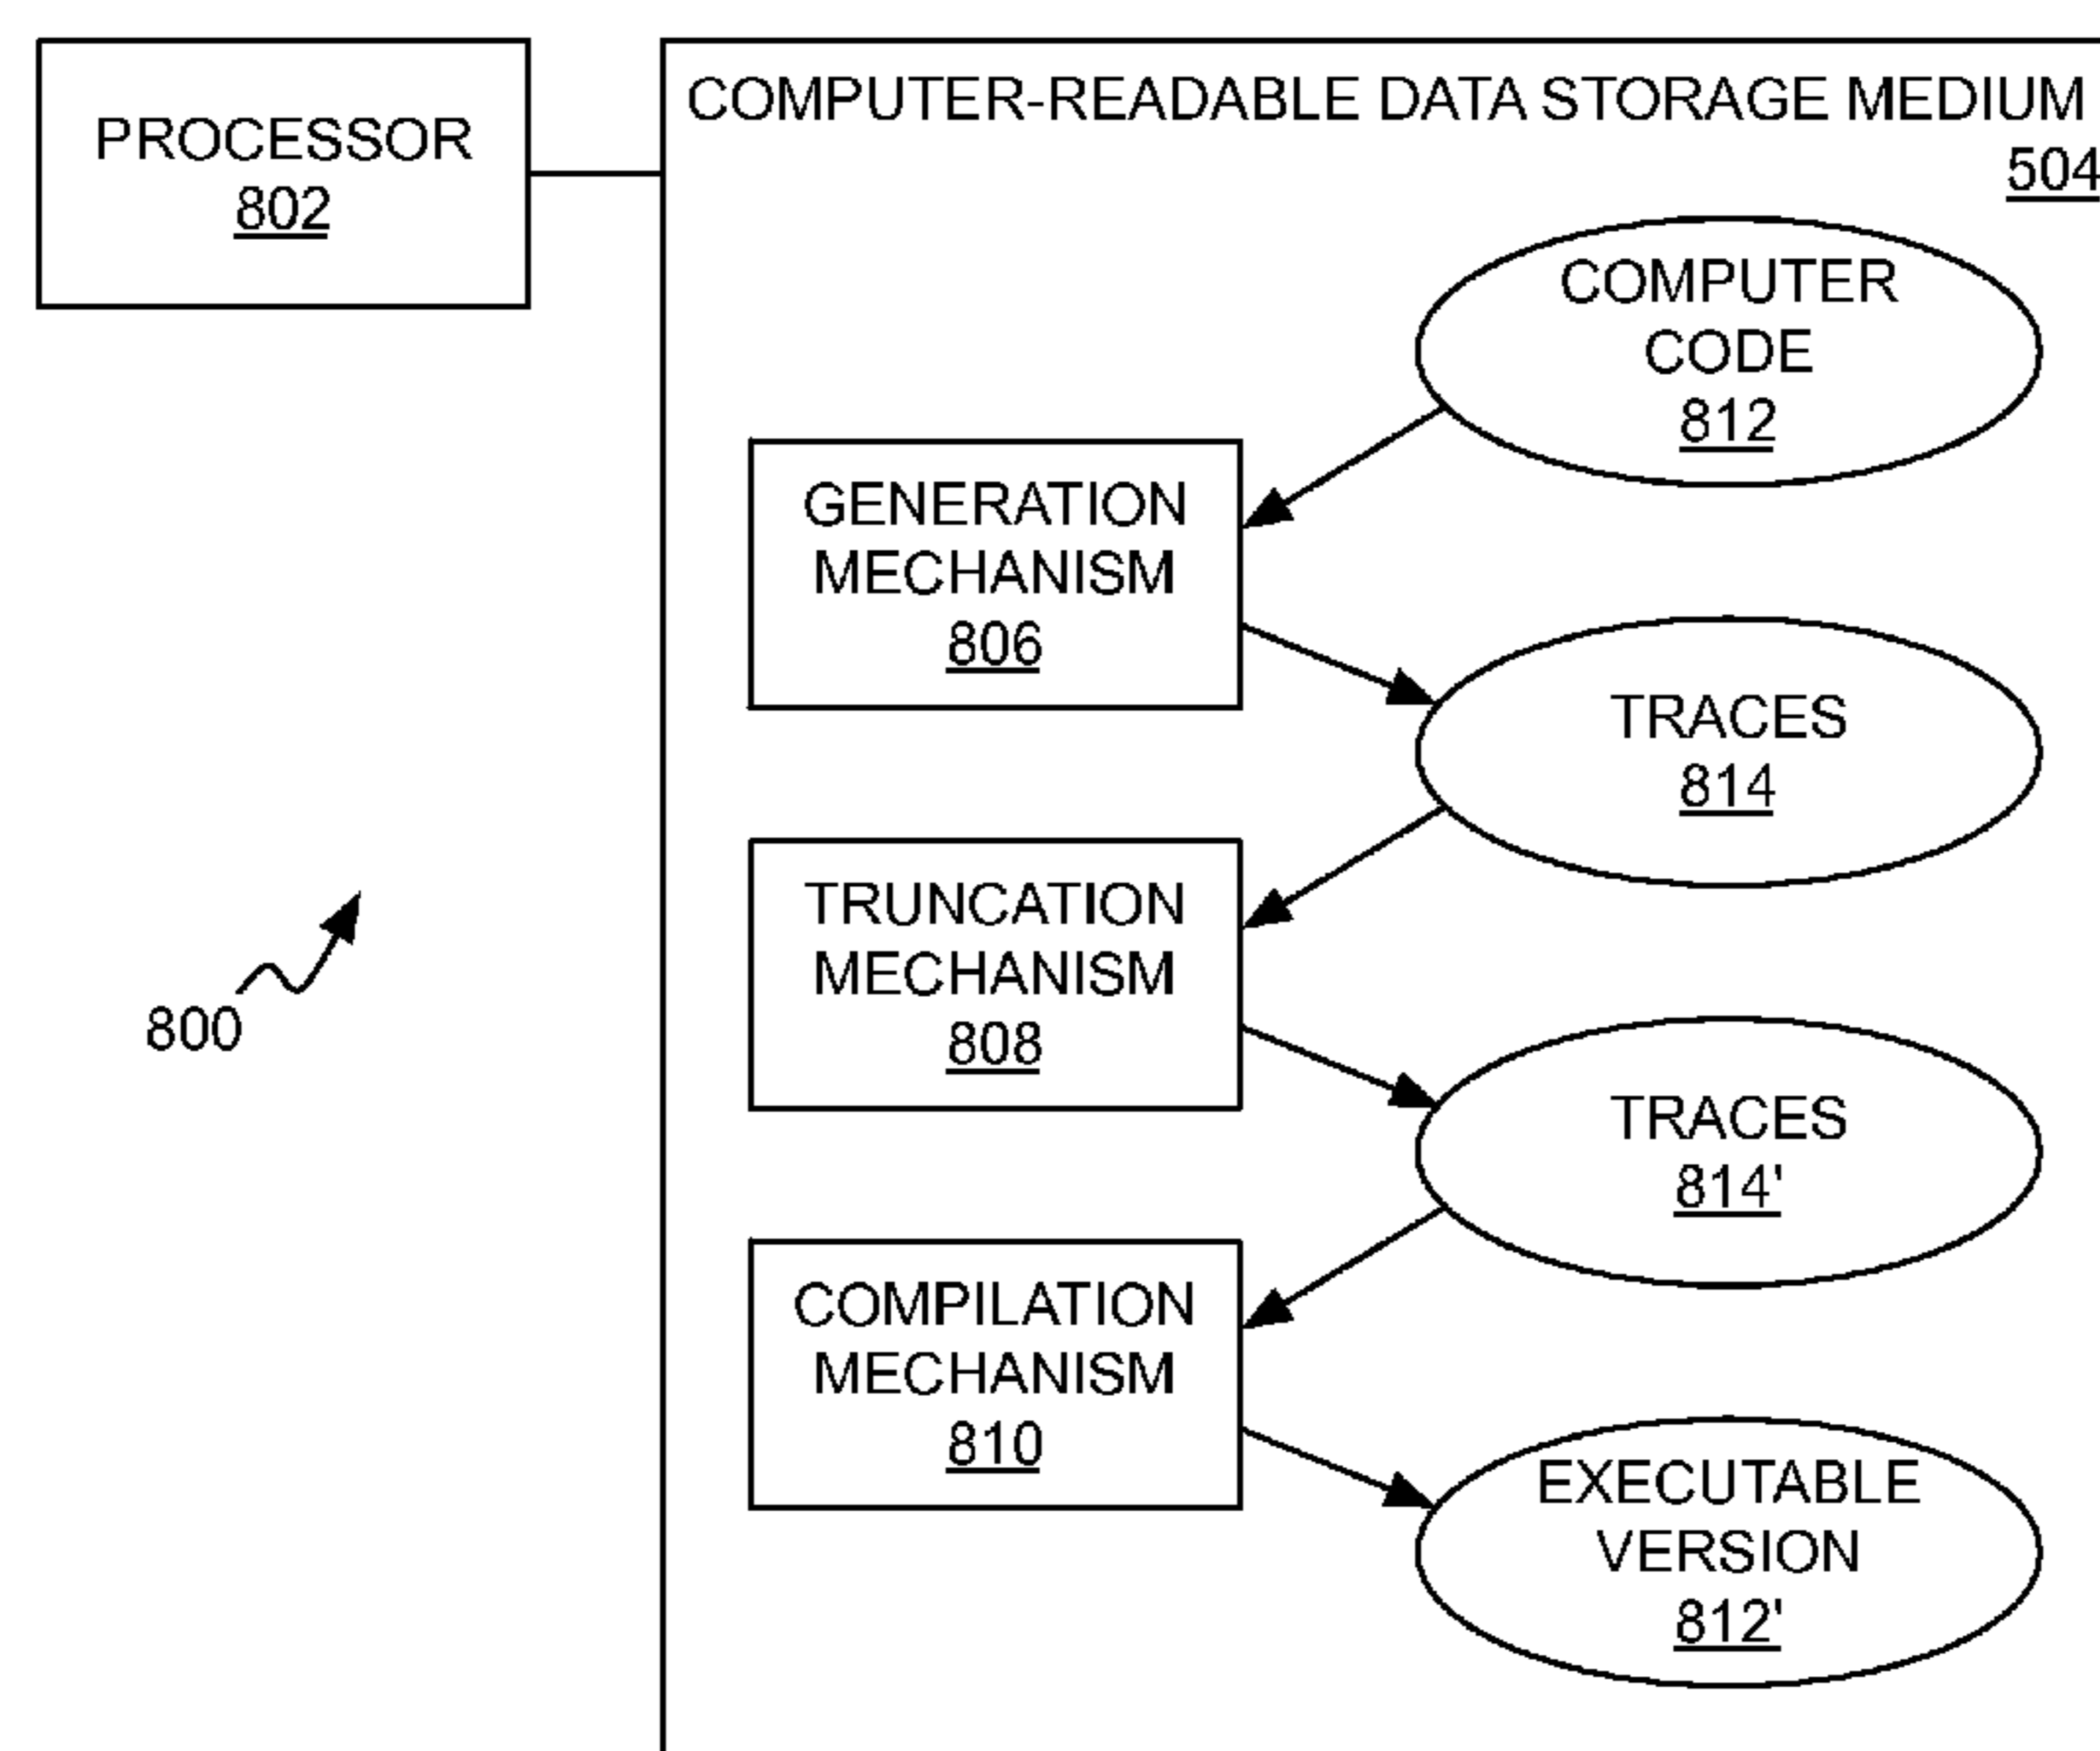 PROCESSOR
802
COMPUTER-READABLE DATA STORAGE MEDIUM
504
COMPUTER
CODE
812
GENERATION
MECHANISM
806
TRACES
814
TRUNCATION
MECHANISM
808
800
TRACES
814'
COMPILATION
MECHANISM
810
EXECUTABLE
VERSION
812'